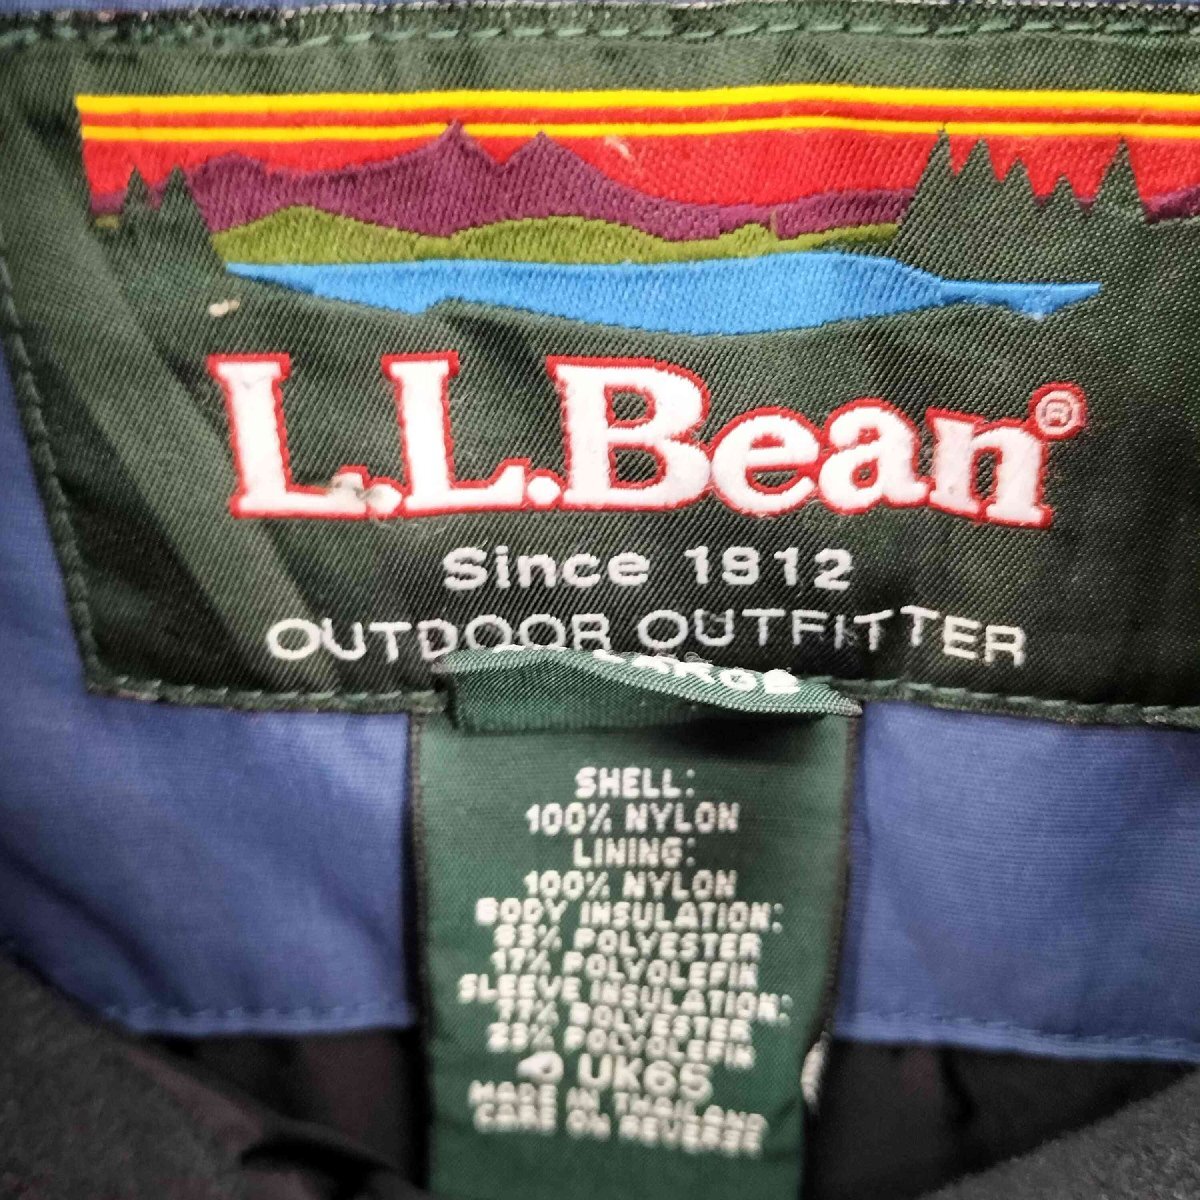 L.L.Bean®
Since 1912
OUTDOOR OUTFITTER
LARGE
SHELL:
100% NYLON
LINING:
100% NYLON
BODY INSULATION:
83% POLYESTER
17% POLYOLEFIN
SLEEVE INSULATION:
77% POLYESTER
23% POLYOLEFIN
UK65
MADE IN THAILAND
CARE ON REVERSE